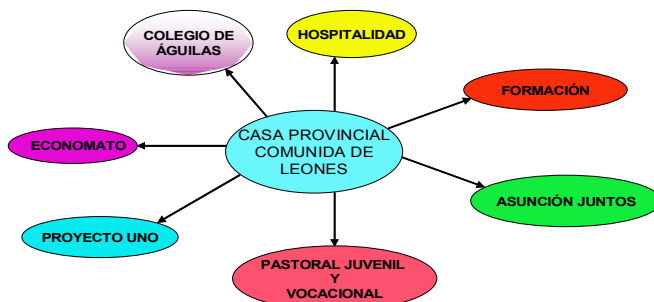 COLEGIO DE
ÁGUILAS
HOSPITALIDAD
FORMACIÓN
CASA PROVINCIAL
COMUNIDA DE
LEONES
ECONOMATO
ASUNCIÓN JUNTOS
PROYECTO UNO
PASTORAL JUVENIL
Y
VOCACIONAL